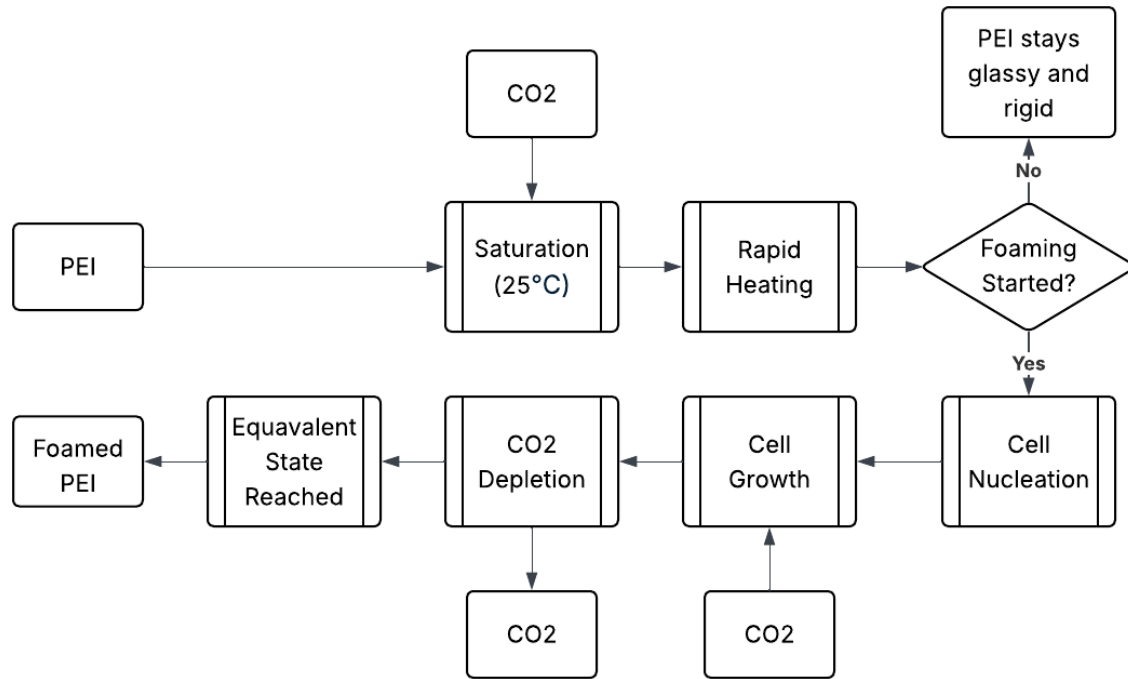 CO2
PEI stays
glassy and
rigid
No
PEI
Saturation
(25°C)
Rapid
Heating
Foaming
Started?
Yes
Foamed
PEI
Equavalent
State
Reached
CO2
Depletion
Cell
Growth
Cell
Nucleation
CO2
CO2